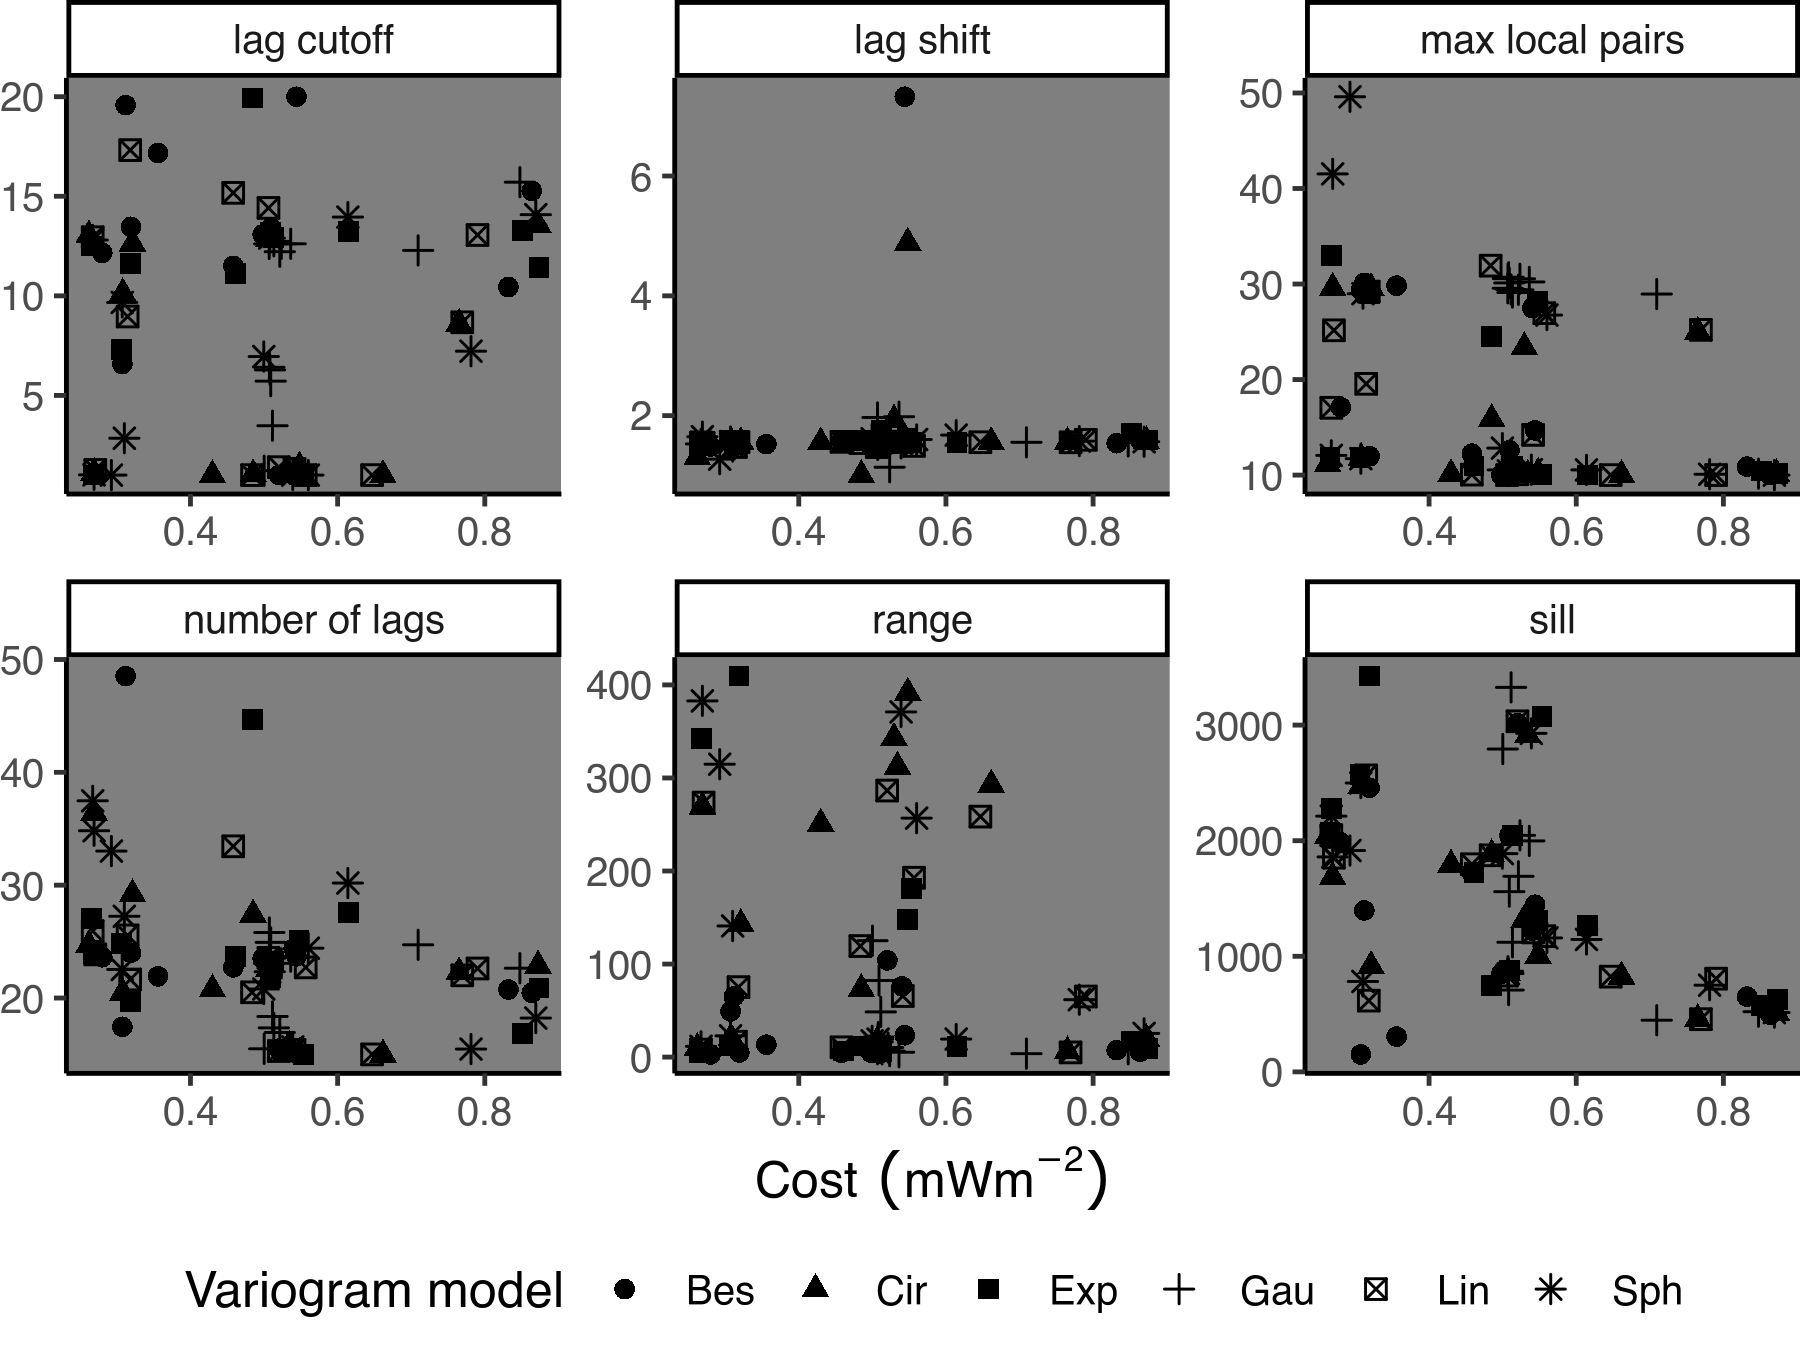 lag cutoff lag shift max local pairs
20 15 10 5
6 4 2
50 40 30 20 10
0.4 0.6 0.8 0.4 0.6 0.8 0.4 0.6 0.8
number of lags range sill
50 40 30 20
400 300 200 100 0
3000 2000 1000 0
0.4 0.6 0.8 0.4 0.6 0.8 0.4 0.6 0.8
Cost (mWm⁻²)
Variogram model Bes Cir Exp Gau Lin Sph